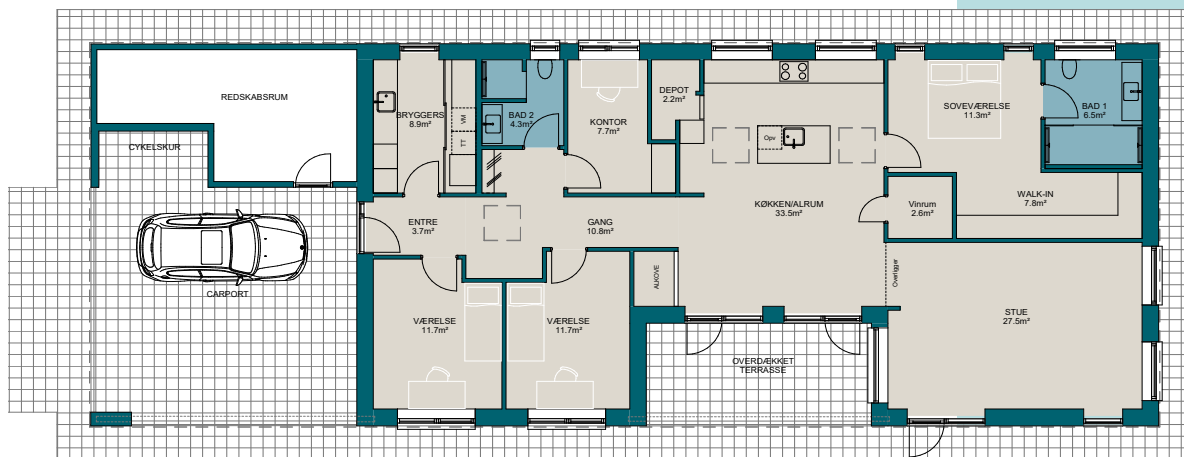 REDSKABSRUM
CYKELSKUR
CARPORT
BRYGGERS
8.9m²
VM
TT
BAD 2
4.3m²
KONTOR
7.7m²
DEPOT
2.2m²
Opv
KØKKEN/ALRUM
33.5m²
SOVEVÆRELSE
11.3m²
BAD 1
6.5m²
WALK-IN
7.8m²
Vinrum
2.6m²
ENTRE
3.7m²
GANG
10.8m²
ALKOVE
Overligger
VÆRELSE
11.7m²
VÆRELSE
11.7m²
OVERDÆKKET
TERRASSE
STUE
27.5m²